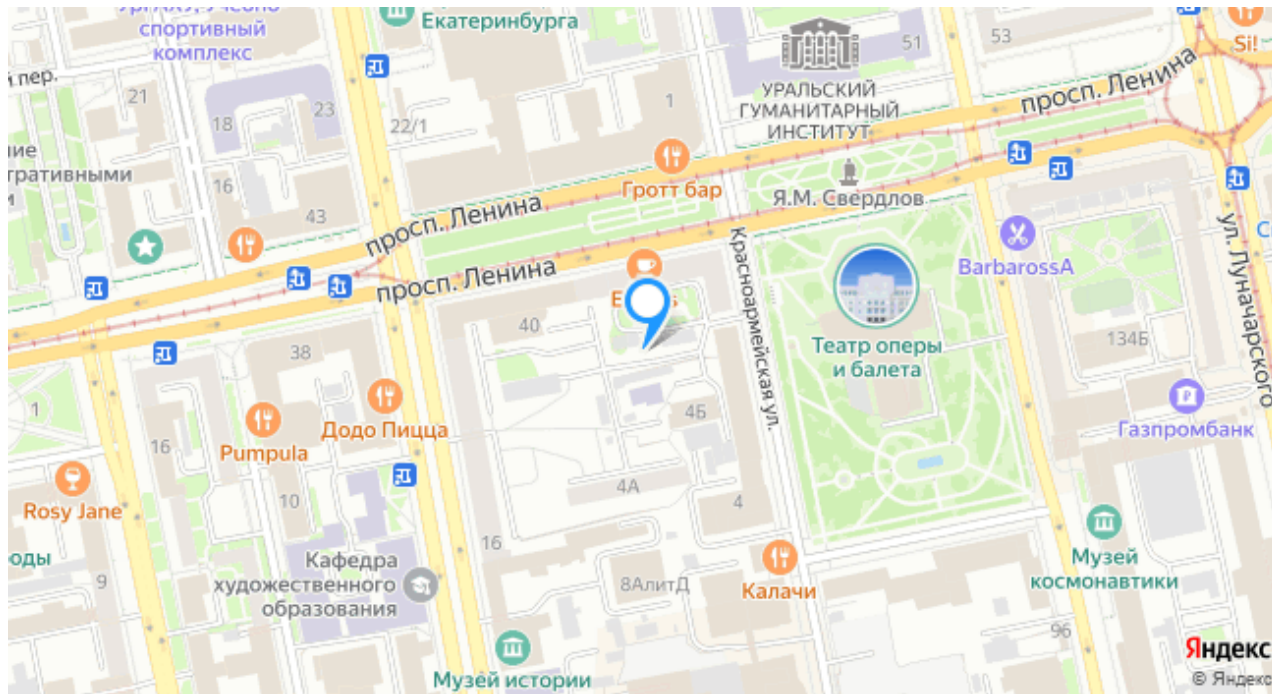 Екатеринбурга
спортивный
комплекс
51
53
Si!
пер.
21
18
23
22/1
1
УРАЛЬСКИЙ
ГУМАНИТАРНЫЙ
ИНСТИТУТ
просп. Ленина
тративными
16
43
Гротт бар
Я.М. Свердлов
просп. Ленина
просп. Ленина
Красноармейская ул.
BarbarossA
ул. Луначарского
40
38
Театр оперы
и балета
134Б
1
Додо Пицца
4Б
Газпромбанк
16
Pumpula
Rosy Jane
10
4А
4
16
Музей
космонавтики
9
Кафедра
художественного
образования
8АлитД
Калачи
96
Яндекс
Музей истории
© Яндекс